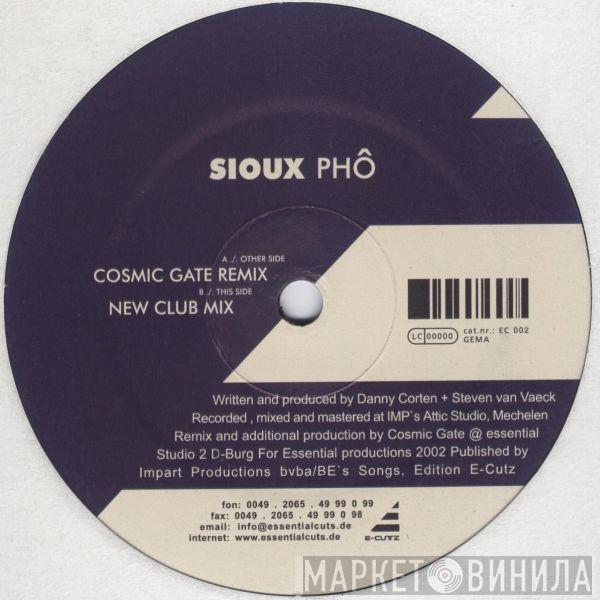 SIOUX PHÔ
A ./. OTHER SIDE
COSMIC GATE REMIX
B ./. THIS SIDE
NEW CLUB MIX
LC 00000
cat.nr.: EC 002
GEMA
Written and produced by Danny Corten + Steven van Vaeck
Recorded , mixed and mastered at IMP`s Attic Studio, Mechelen
Remix and additional production by Cosmic Gate @ essential
Studio 2 D-Burg For Essential productions 2002 Published by
Impart Productions bvba/BE`s Songs, Edition E-Cutz
fon: 0049 . 2065 . 49 99 0 99
fax: 0049 . 2065 . 49 99 0 98
email: info@essentialcuts.de
internet: www.essentialcuts.de
E-CUTZ
МАРКЕТ ВИНИЛА